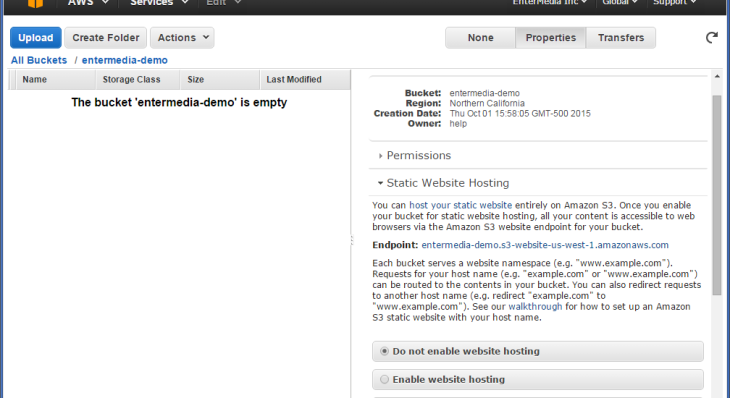 AWS Services Edit EnterMedia Inc Global Support
Upload Create Folder Actions None Properties Transfers
All Buckets / entermedia-demo
Name Storage Class Size Last Modified
The bucket 'entermedia-demo' is empty
Bucket: entermedia-demo
Region: Northern California
Creation Date: Thu Oct 01 15:58:05 GMT-500 2015
Owner: help
Permissions
Static Website Hosting
You can host your static website entirely on Amazon S3. Once you enable
your bucket for static website hosting, all your content is accessible to web
browsers via the Amazon S3 website endpoint for your bucket.
Endpoint: entermedia-demo.s3-website-us-west-1.amazonaws.com
Each bucket serves a website namespace (e.g. "www.example.com").
Requests for your host name (e.g. "example.com" or "www.example.com")
can be routed to the contents in your bucket. You can also redirect requests
to another host name (e.g. redirect "example.com" to
"www.example.com"). See our walkthrough for how to set up an Amazon
S3 static website with your host name.
Do not enable website hosting
Enable website hosting